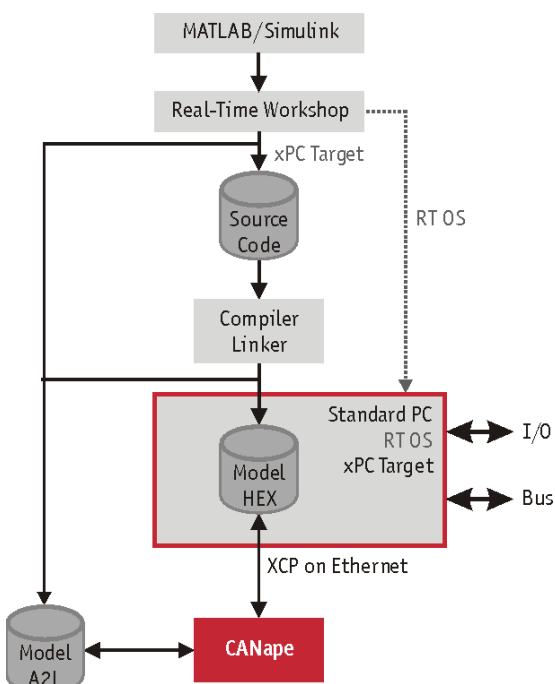 MATLAB/Simulink
Real-Time Workshop
xPC Target
RT OS
Source
Code
Compiler
Linker
Standard PC
RT OS
xPC Target
I/O
Bus
Model
HEX
XCP on Ethernet
CANape
Model
A2L